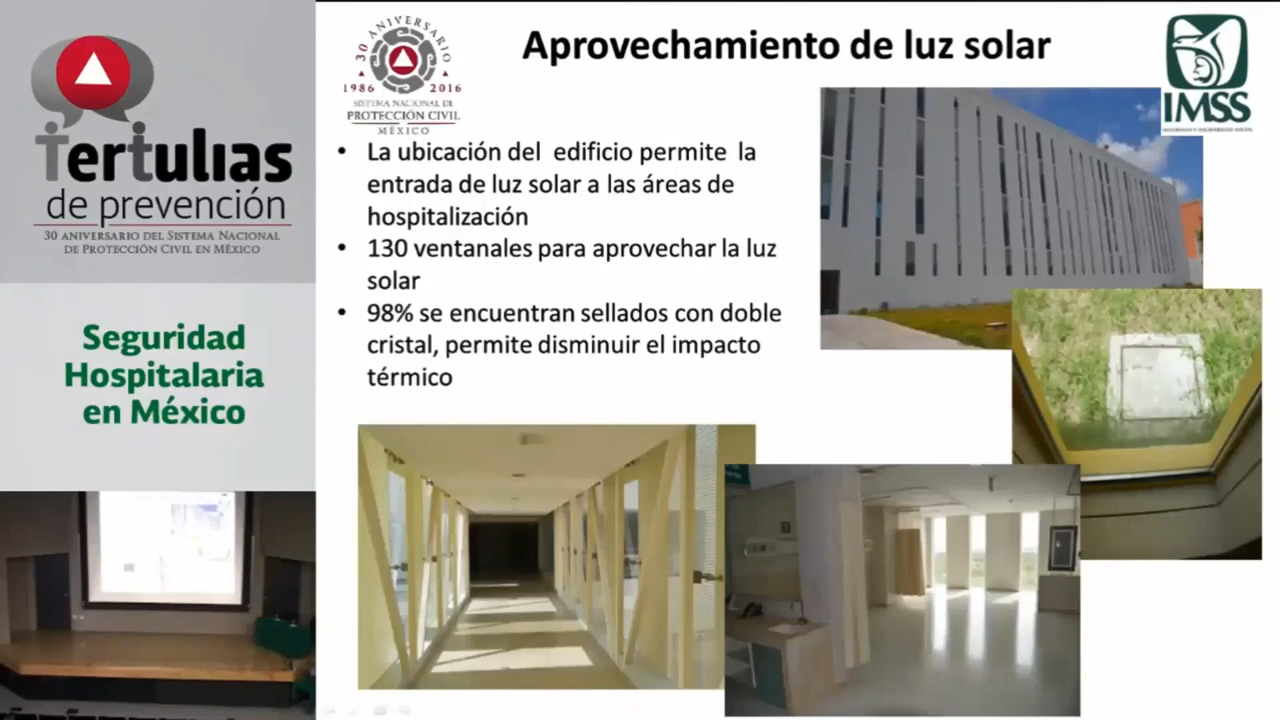 Tertulias
de prevención
30 ANIVERSARIO DEL SISTEMA NACIONAL
DE PROTECCIÓN CIVIL EN MÉXICO
Seguridad
Hospitalaria
en México
30 ANIVERSARIO
1986 2016
SISTEMA NACIONAL DE
PROTECCIÓN CIVIL
MÉXICO
Aprovechamiento de luz solar
IMSS
• La ubicación del edificio permite la
entrada de luz solar a las áreas de
hospitalización
• 130 ventanales para aprovechar la luz
solar
• 98% se encuentran sellados con doble
cristal, permite disminuir el impacto
térmico